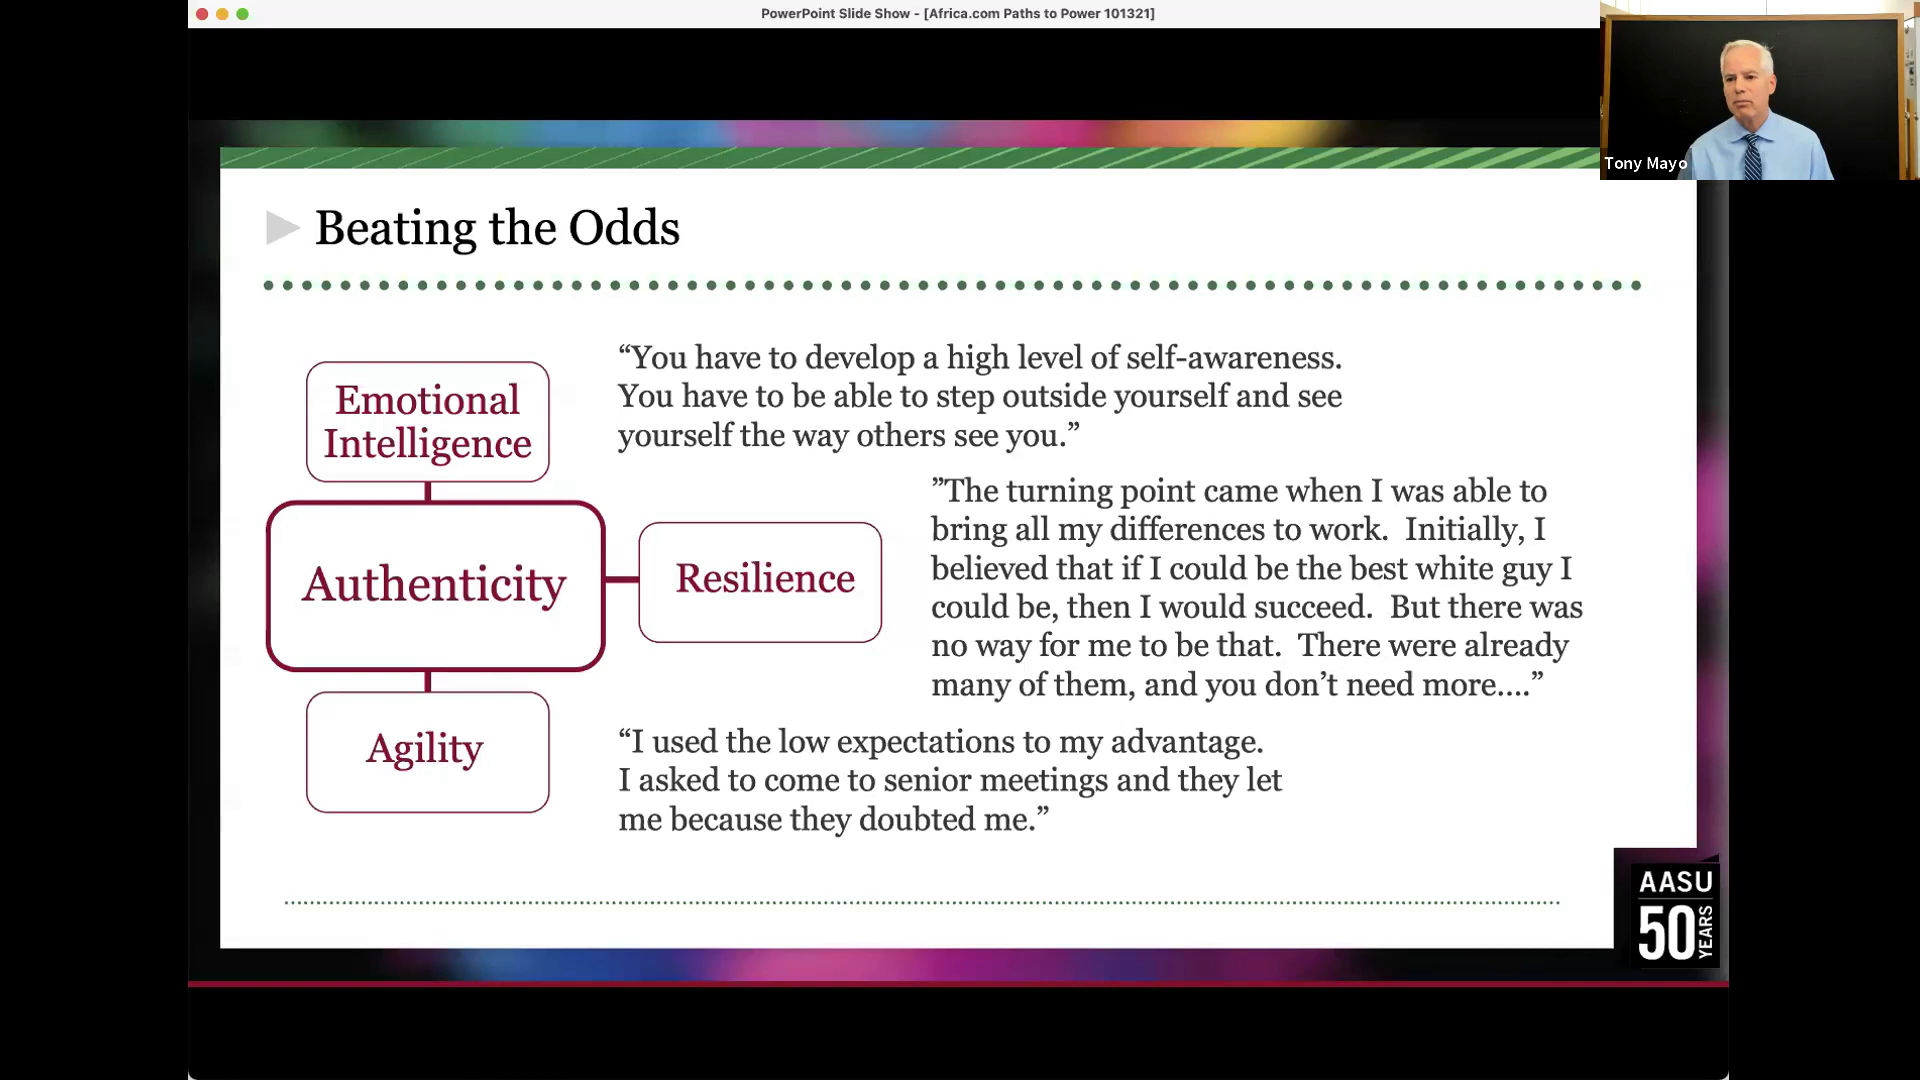 PowerPoint Slide Show - [Africa.com Paths to Power 101321]
Tony Mayo
Beating the Odds
Emotional
Intelligence
“You have to develop a high level of self-awareness.
You have to be able to step outside yourself and see
yourself the way others see you.”
Authenticity
Resilience
”The turning point came when I was able to
bring all my differences to work.  Initially, I
believed that if I could be the best white guy I
could be, then I would succeed.  But there was
no way for me to be that.  There were already
many of them, and you don’t need more....”
Agility
“I used the low expectations to my advantage.
I asked to come to senior meetings and they let
me because they doubted me.”
AASU
50
YEARS